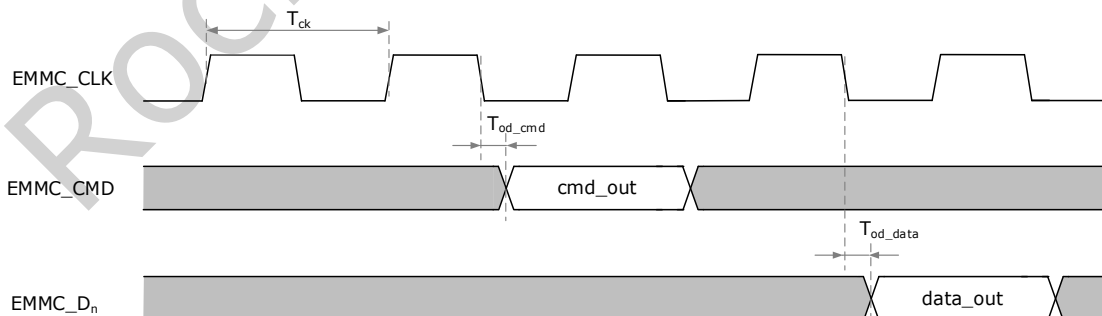 T_ck
EMMC_CLK
T_od_cmd
EMMC_CMD
cmd_out
T_od_data
EMMC_D_n
data_out